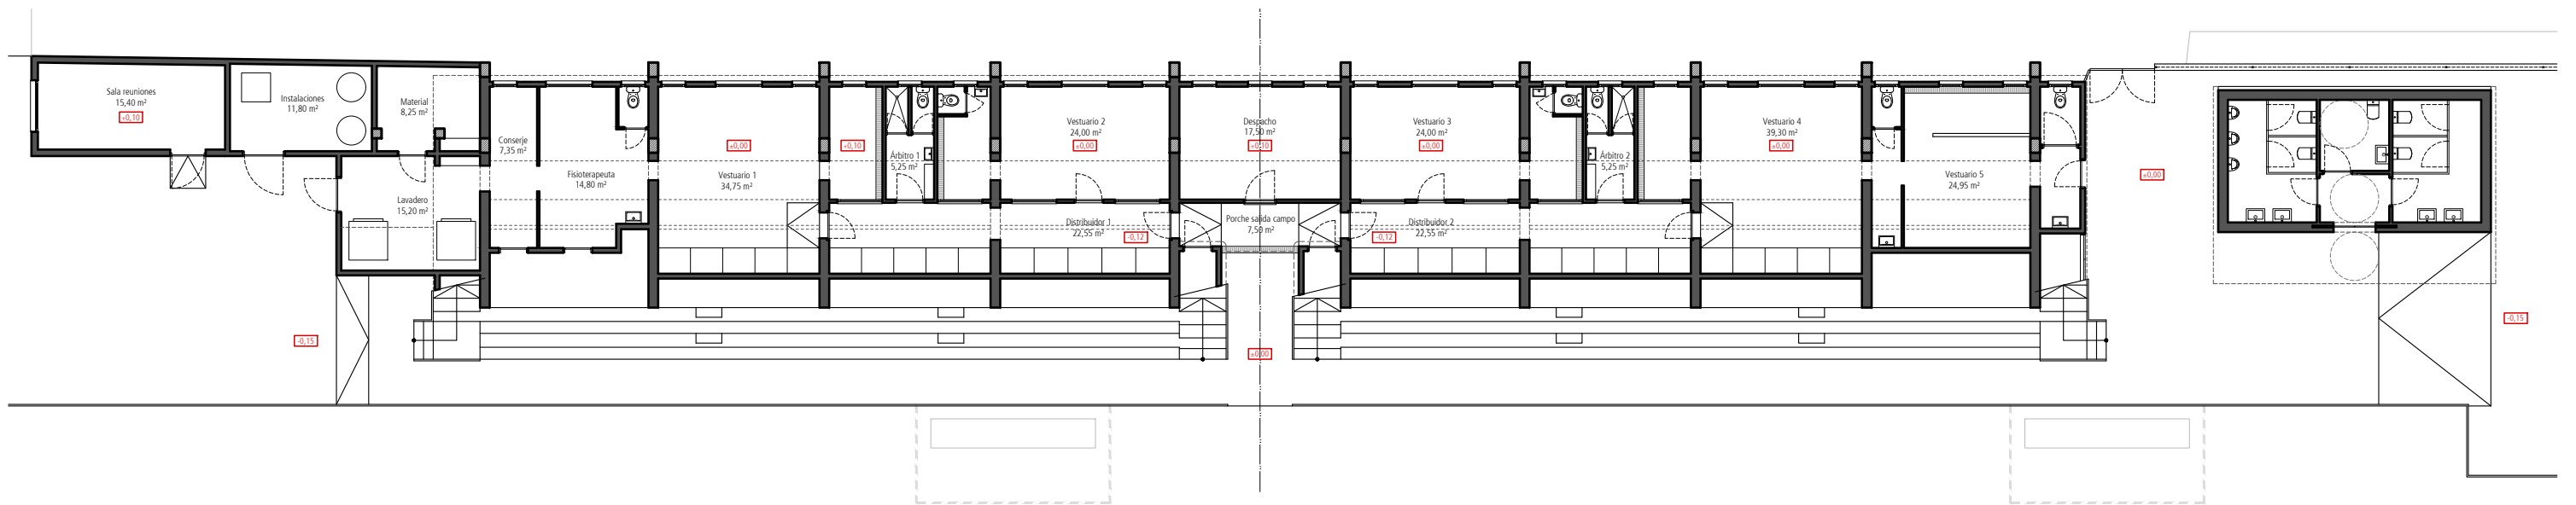 Sala reuniones
15,40 m²
+0,10
Instalaciones
11,80 m²
Material
8,25 m²
Lavadero
15,20 m²
Conserje
7,35 m²
Fisioterapeuta
14,80 m²
±0,00
Vestuario 1
34,75 m²
+0,10
Árbitro 1
5,25 m²
Vestuario 2
24,00 m²
±0,00
Distribuidor 1
22,55 m²
-0,12
Despacho
17,50 m²
+0,10
Porche salida campo
7,50 m²
±0,00
Vestuario 3
24,00 m²
±0,00
-0,12
Distribuidor 2
22,55 m²
Árbitro 2
5,25 m²
Vestuario 4
39,30 m²
±0,00
Vestuario 5
24,95 m²
±0,00
-0,15
-0,15